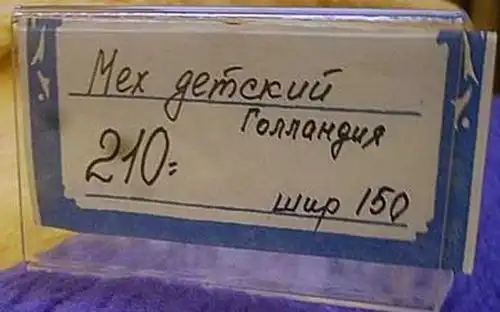 Мех детский
Голландия
210=
шир 150